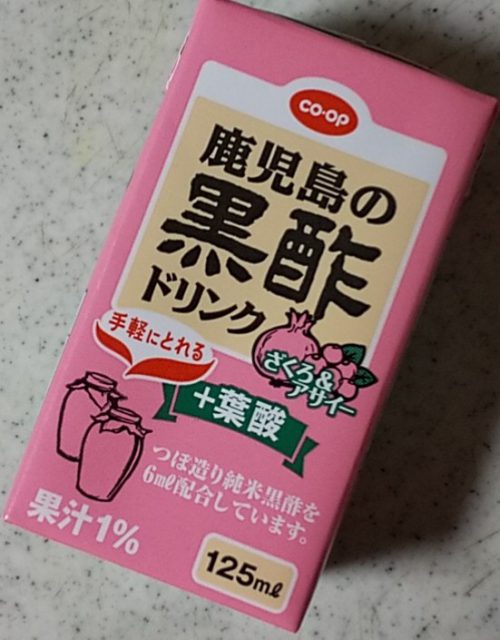 CO·OP
鹿児島の
黒酢
ドリンク
手軽にとれる
ざくろ&
アサイー
+葉酸
つぼ造り純米黒酢を
6mℓ配合しています。
果汁1%
125mℓ